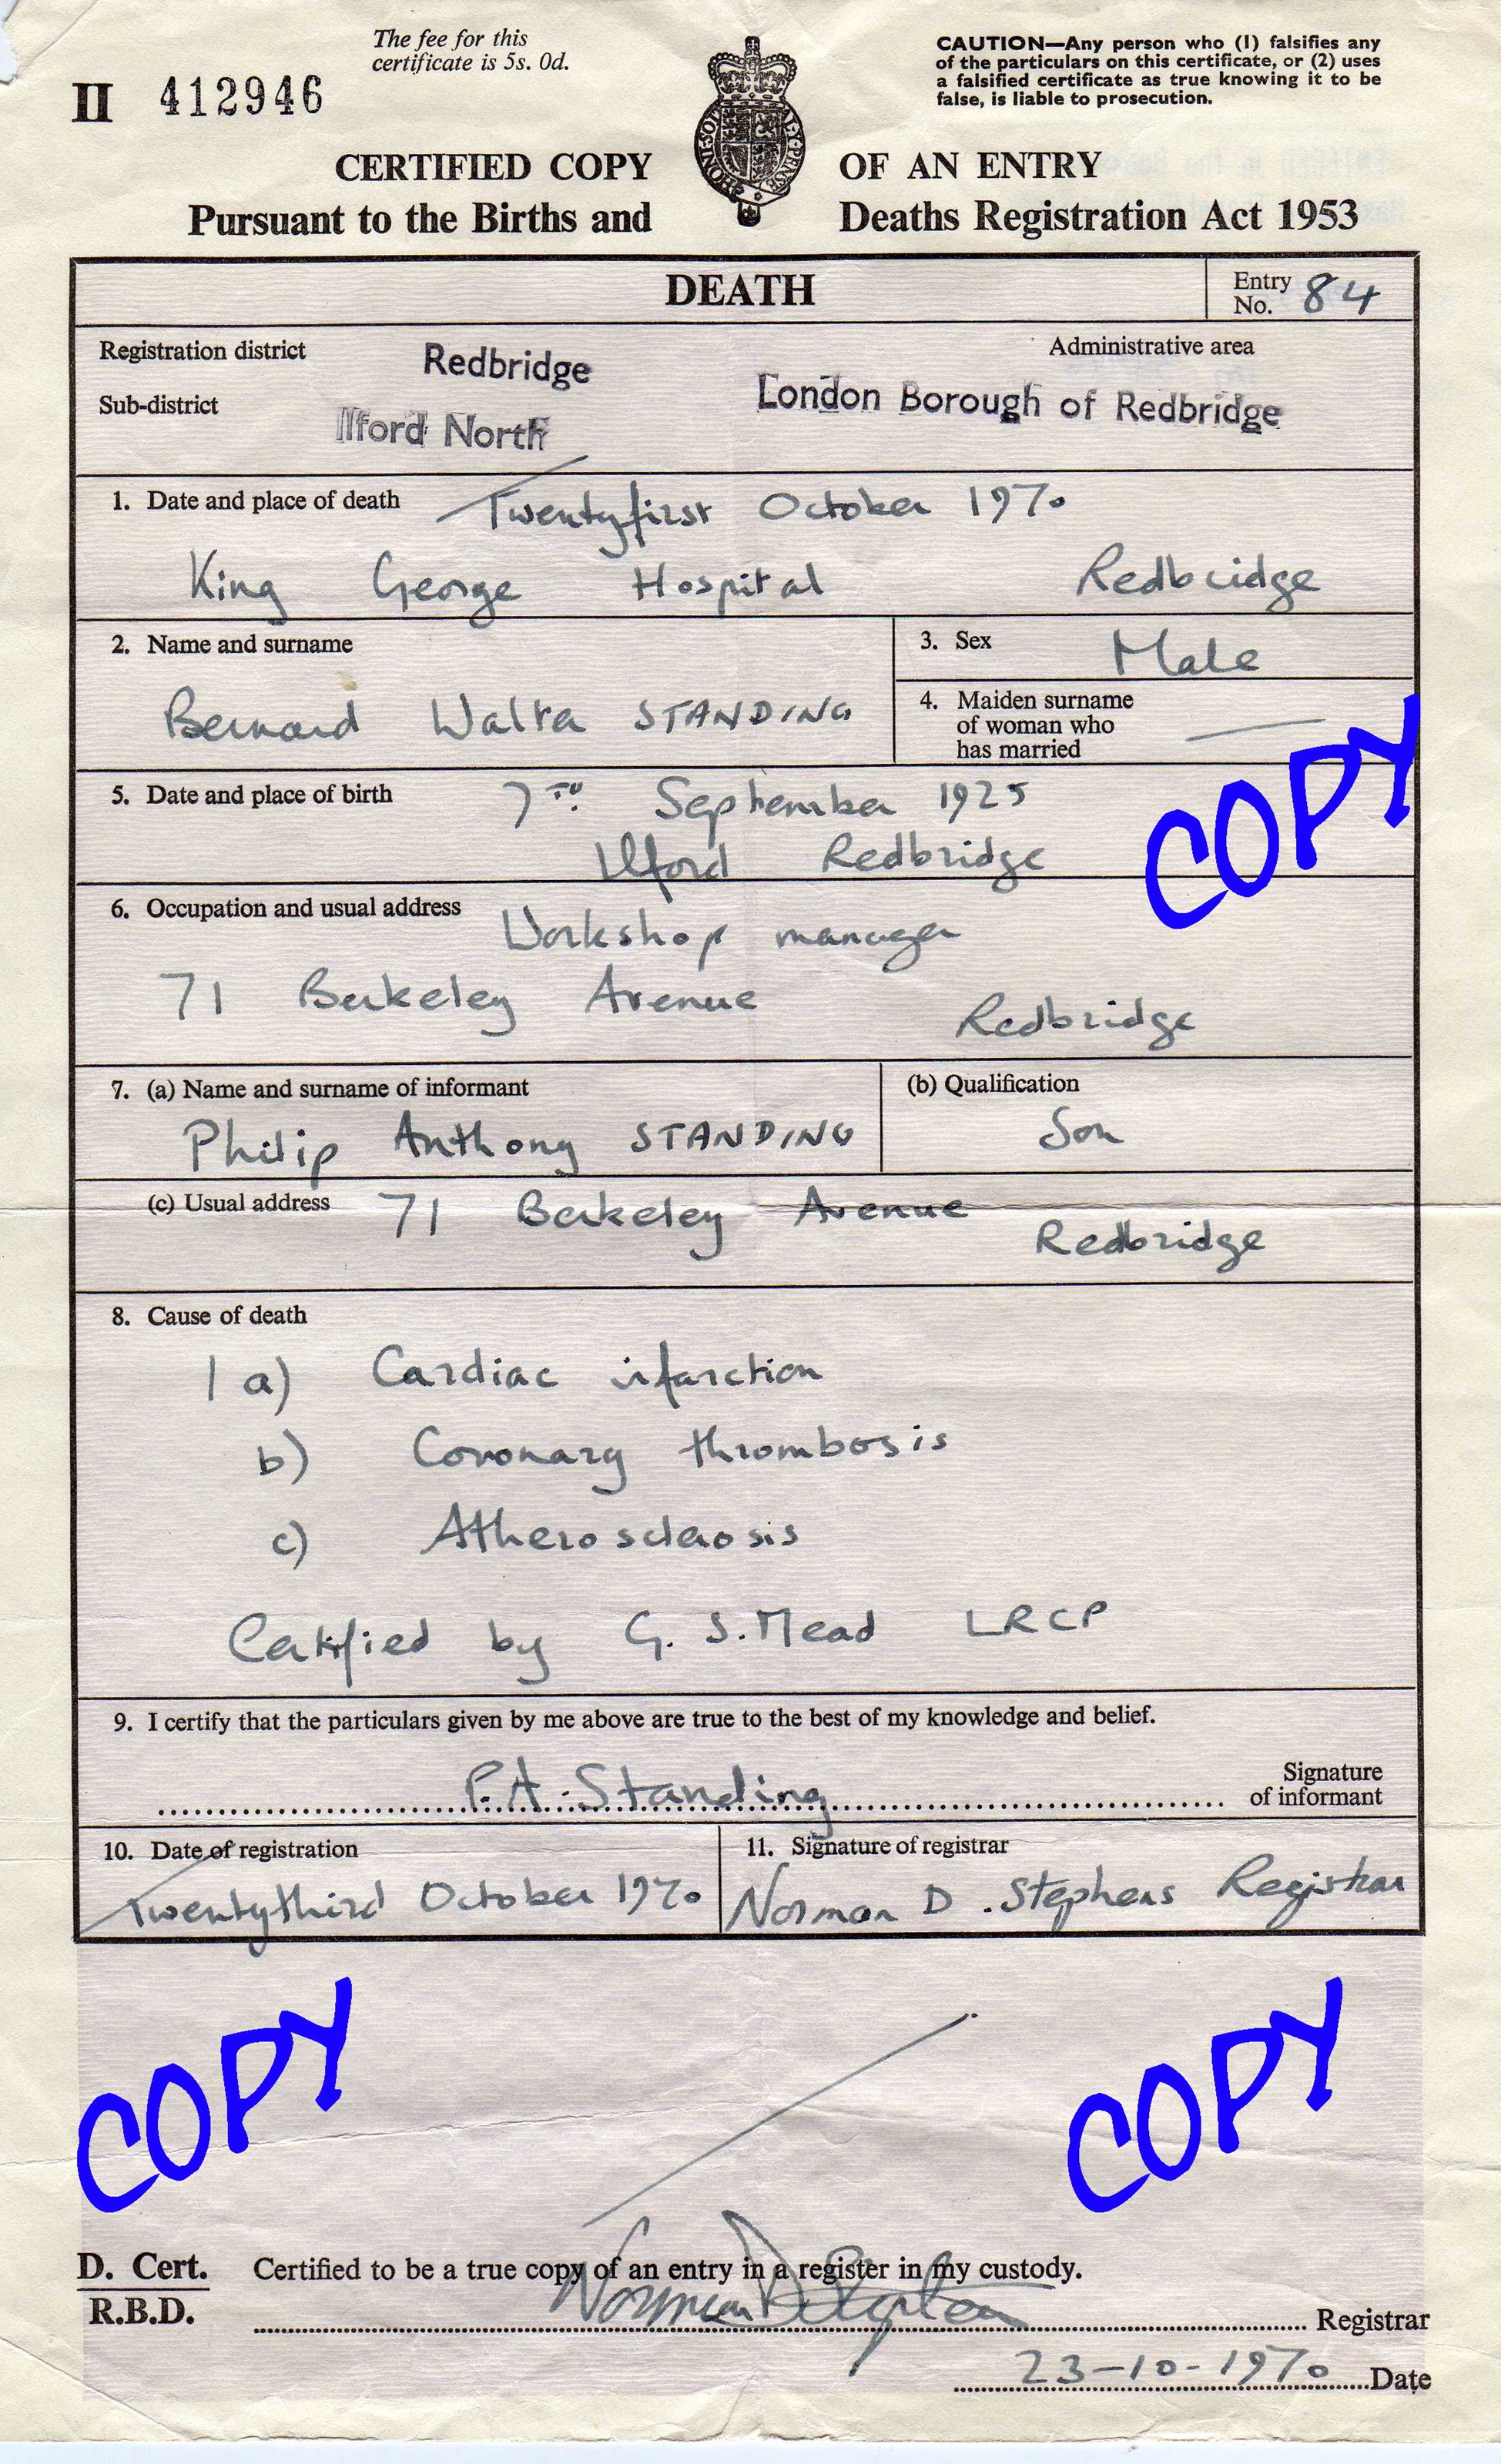 The fee for this
certificate is 5s. 0d.
CAUTION—Any person who (1) falsifies any
of the particulars on this certificate, or (2) uses
a falsified certificate as true knowing it to be
false, is liable to prosecution.
II 412946
CERTIFIED COPY OF AN ENTRY
Pursuant to the Births and Deaths Registration Act 1953
DEATH
Entry No. 84
Registration district Redbridge
Administrative area
Sub-district Ilford North
London Borough of Redbridge
1. Date and place of death Twentyfirst October 1970
King George Hospital Redbridge
2. Name and surname
Bernard Walter STANDING
3. Sex Male
4. Maiden surname
of woman who
has married
5. Date and place of birth 7TH September 1925
Ilford Redbridge
COPY
6. Occupation and usual address Workshop manager
71 Berkeley Avenue Redbridge
7. (a) Name and surname of informant
Philip Anthony STANDING
(b) Qualification
Son
(c) Usual address 71 Berkeley Avenue
Redbridge
8. Cause of death
1 a) Cardiac infarction
b) Coronary thrombosis
c) Atherosclerosis
Certified by G. S. Mead LRCP
9. I certify that the particulars given by me above are true to the best of my knowledge and belief.
P.A. Standing
Signature
of informant
10. Date of registration
Twentythird October 1970
11. Signature of registrar
Norman D. Stephens Registrar
COPY
COPY
D. Cert.
R.B.D.
Certified to be a true copy of an entry in a register in my custody.
Norman D Stephens Registrar
23-10-1970 Date